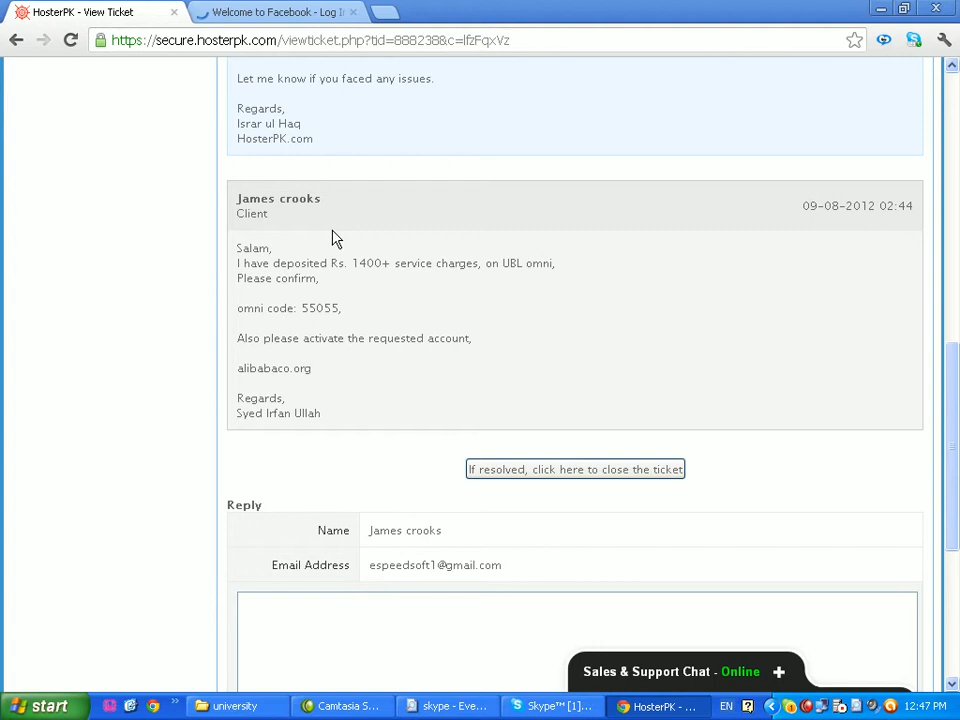 HosterPK - View Ticket
Welcome to Facebook - Log In
https://secure.hosterpk.com/viewticket.php?tid=888238&c=lfzFqxVz
Let me know if you faced any issues.
Regards,
Israr ul Haq
HosterPK.com
James crooks
Client
09-08-2012 02:44
Salam,
I have deposited Rs. 1400+ service charges, on UBL omni,
Please confirm,
omni code: 55055,
Also please activate the requested account,
alibabaco.org
Regards,
Syed Irfan Ullah
If resolved, click here to close the ticket
Reply
Name
James crooks
Email Address
espeedsoft1@gmail.com
Sales & Support Chat - Online +
start
university
Camtasia S...
skype - Eve...
Skype™ [1]...
HosterPK - ...
EN
12:47 PM